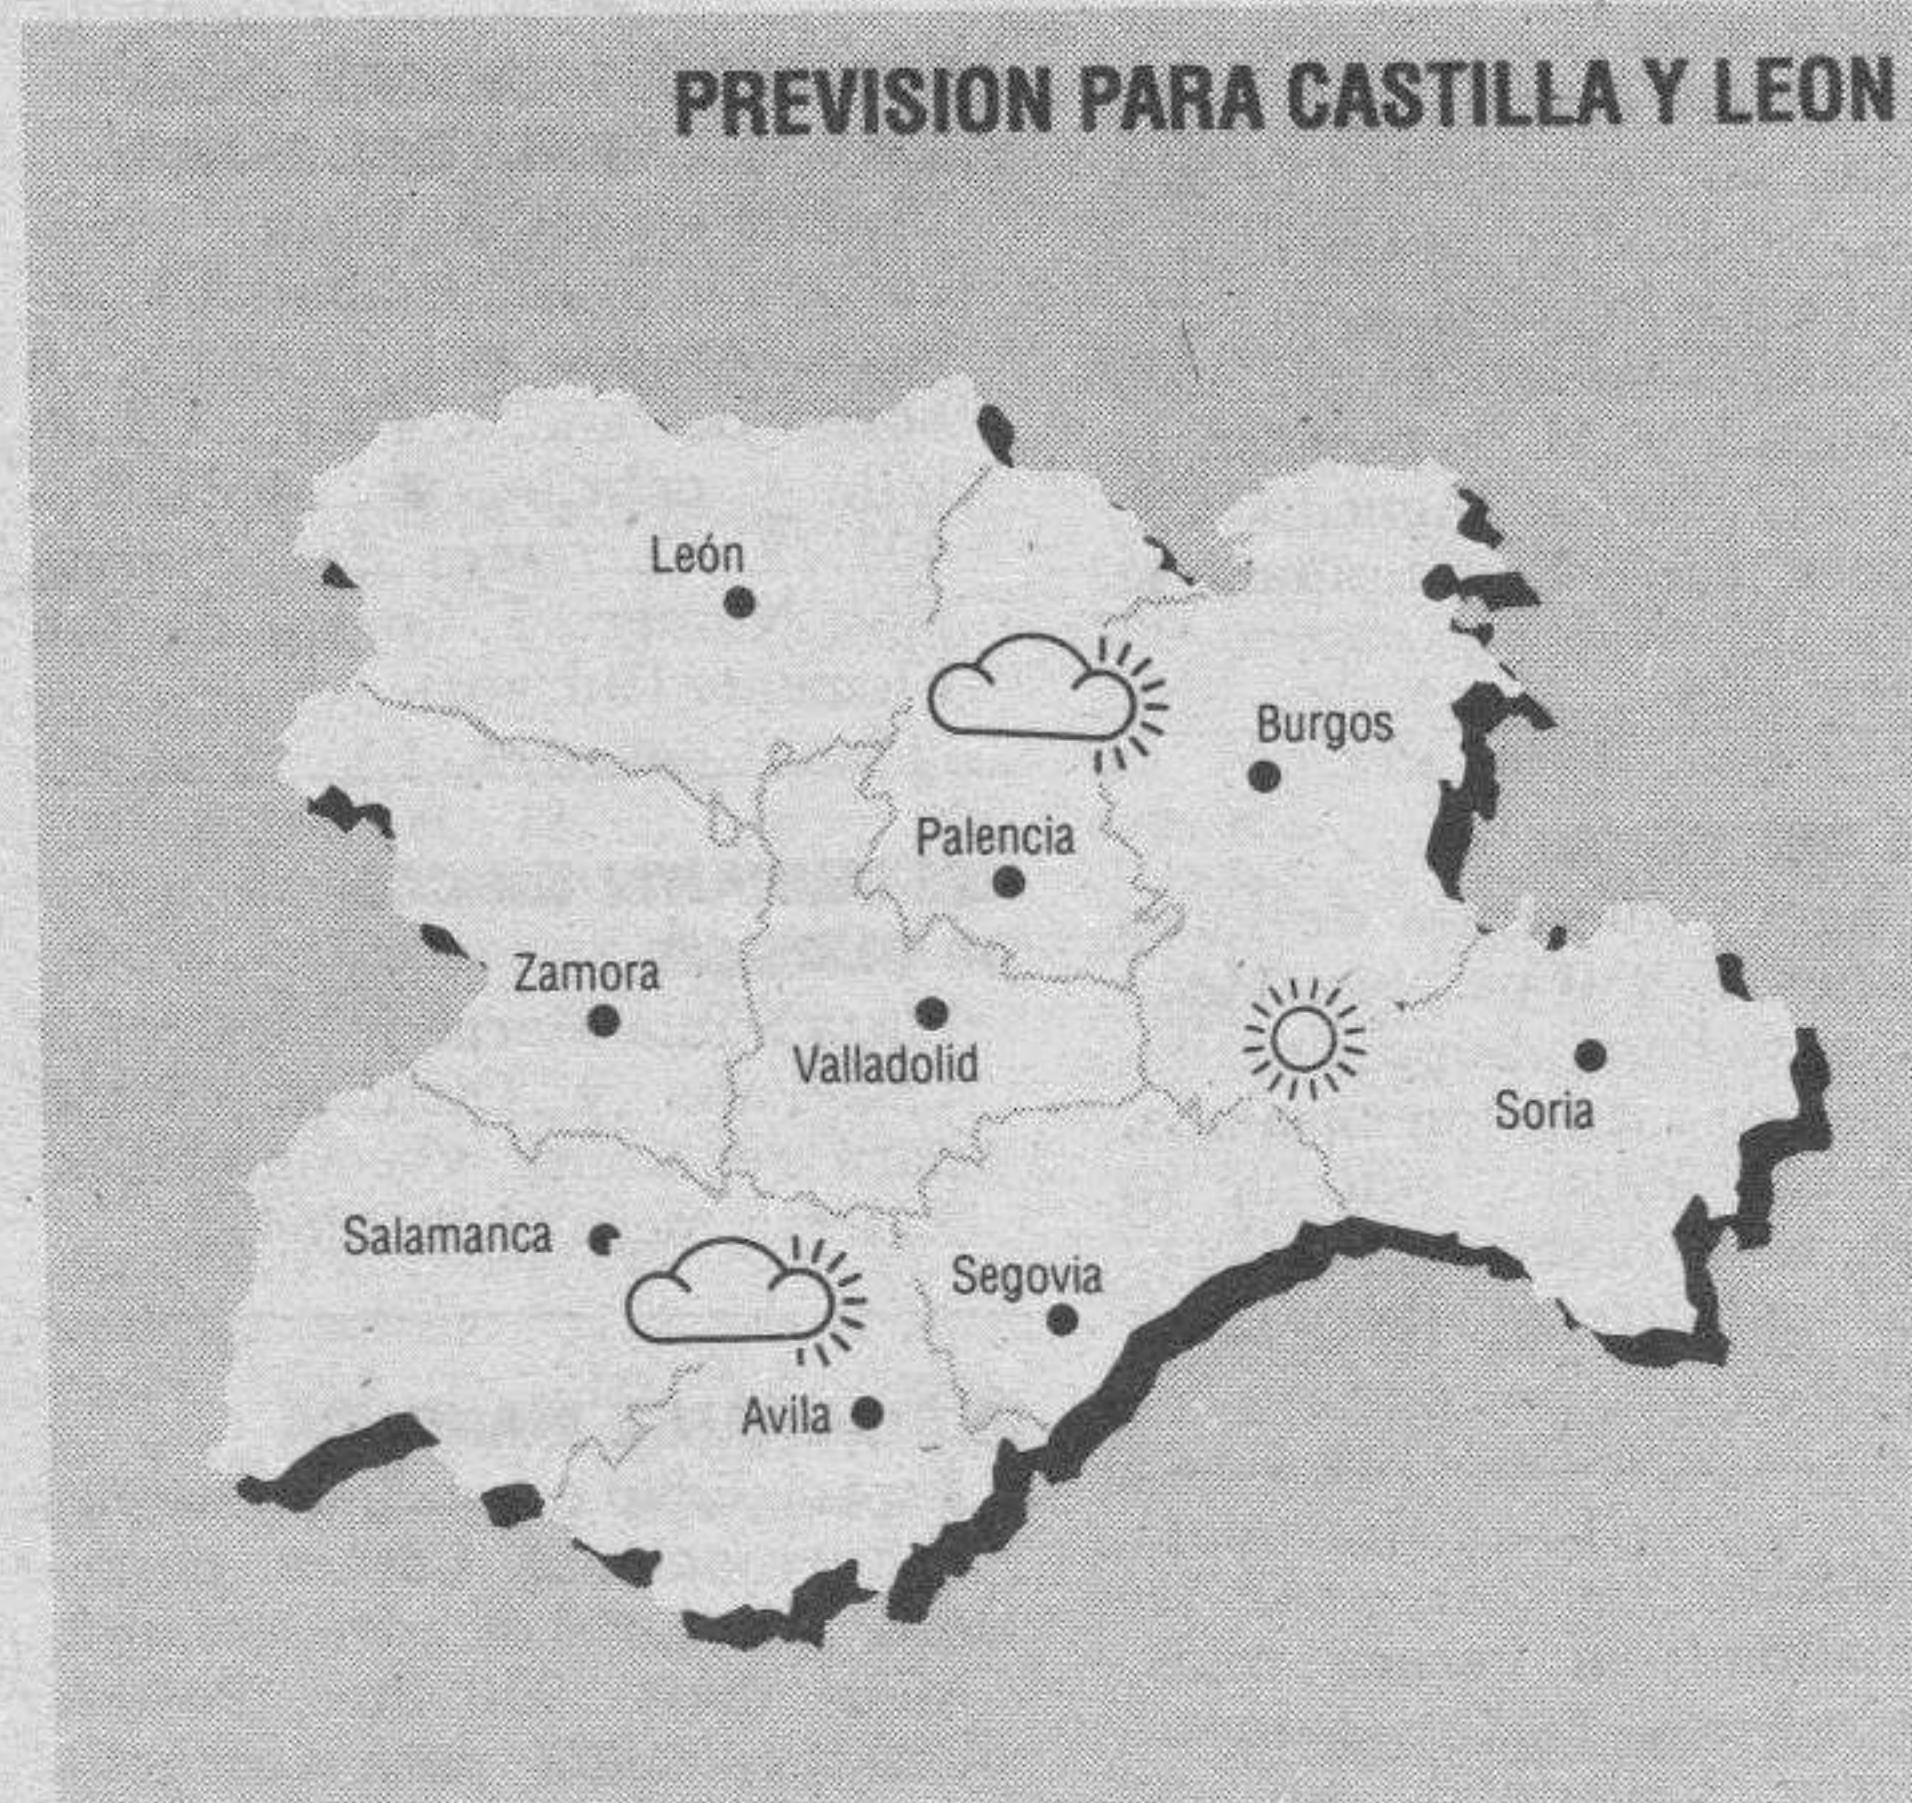 PREVISION PARA CASTILLA Y LEON
León
Burgos
Palencia
Zamora
Valladolid
Soria
Salamanca
Segovia
Avila